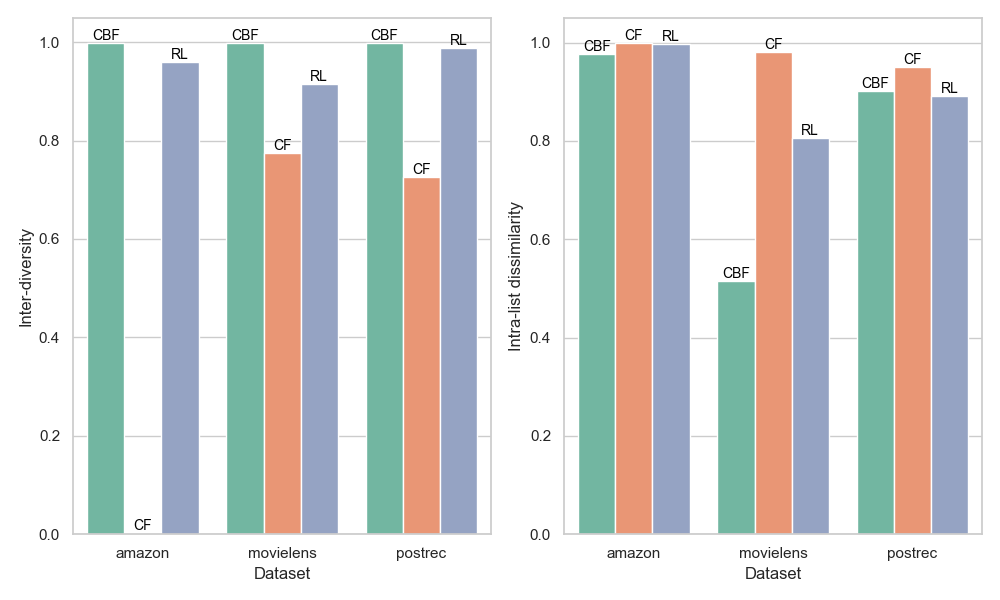 Inter-diversity
1.0
0.8
0.6
0.4
0.2
0.0
CBF
CF
RL
CBF
CF
RL
CBF
CF
RL
amazon movielens postrec
Dataset
Intra-list dissimilarity
1.0
0.8
0.6
0.4
0.2
0.0
CBF
CF
RL
CBF
CF
RL
CBF
CF
RL
amazon movielens postrec
Dataset